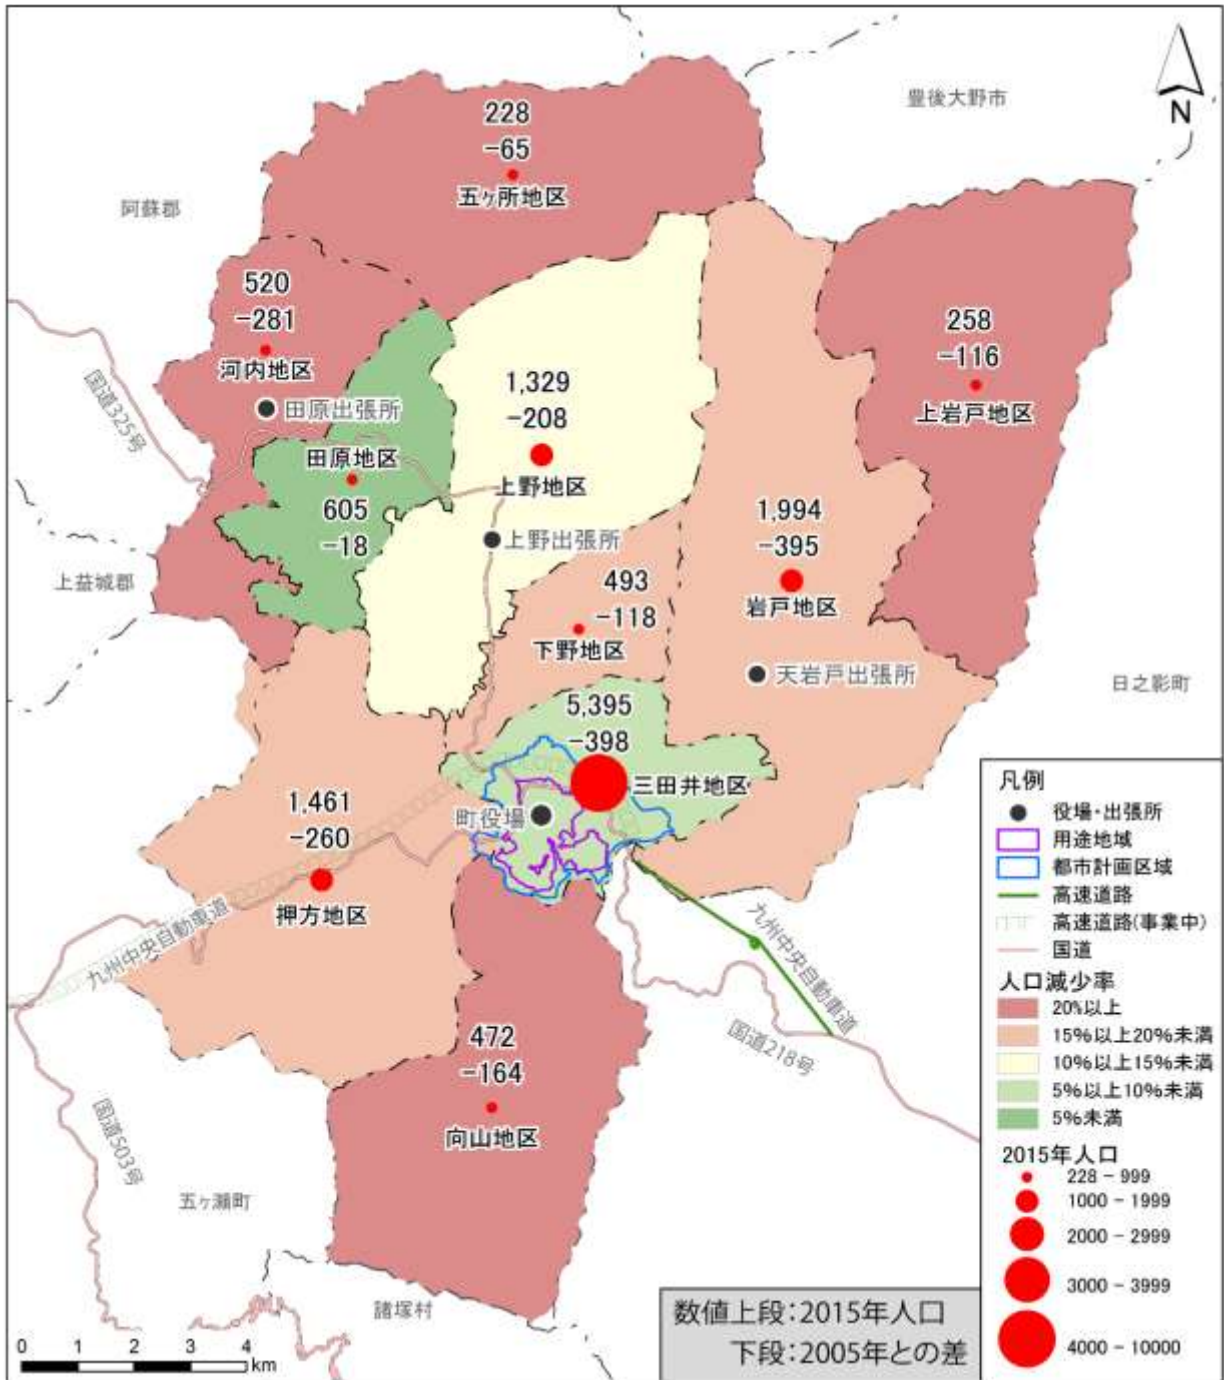 N
豊後大野市
阿蘇郡
228
-65
五ヶ所地区
520
-281
河内地区
田原出張所
国道325号
田原地区
605
-18
1,329
-208
上野地区
上野出張所
258
-116
上岩戸地区
1,994
-395
岩戸地区
天岩戸出張所
上益城郡
493
-118
下野地区
日之影町
5,395
-398
三田井地区
町役場
1,461
-260
押方地区
九州中央自動車道
九州中央自動車道
国道218号
472
-164
向山地区
国道503号
五ヶ瀬町
諸塚村
凡例
役場・出張所
用途地域
都市計画区域
高速道路
高速道路(事業中)
国道
人口減少率
20%以上
15%以上20%未満
10%以上15%未満
5%以上10%未満
5%未満
2015年人口
228 - 999
1000 - 1999
2000 - 2999
3000 - 3999
4000 - 10000
数値上段：2015年人口
下段：2005年との差
0 1 2 3 4
km